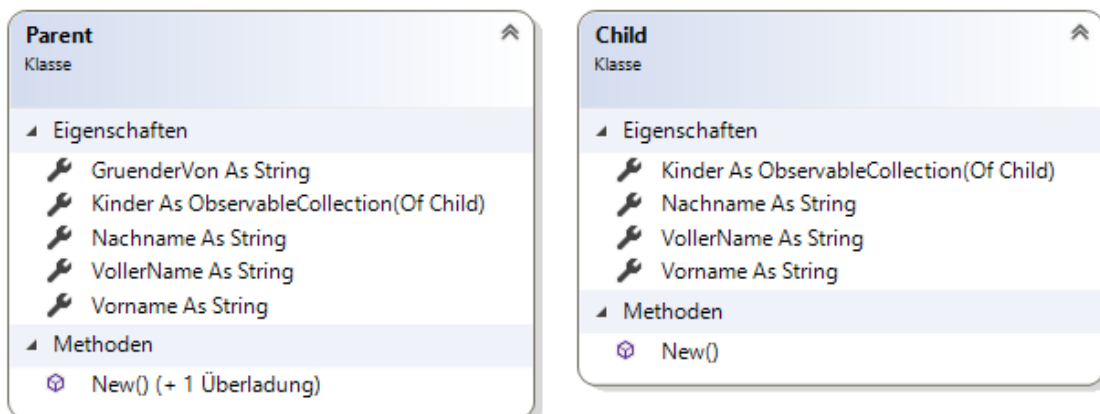 Parent
Klasse
Eigenschaften
GruenderVon As String
Kinder As ObservableCollection(Of Child)
Nachname As String
VollerName As String
Vorname As String
Methoden
New() (+ 1 Überladung)
Child
Klasse
Eigenschaften
Kinder As ObservableCollection(Of Child)
Nachname As String
VollerName As String
Vorname As String
Methoden
New()